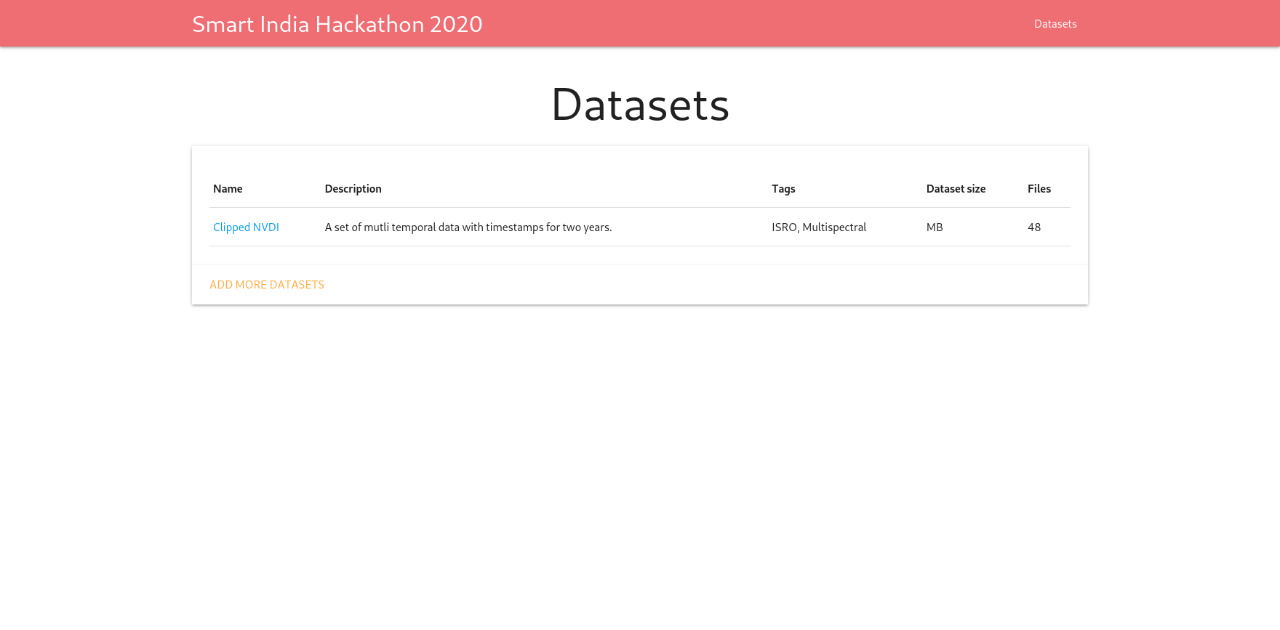 Smart India Hackathon 2020 Datasets
Datasets
Name Description Tags Dataset size Files
Clipped NVDI A set of mutli temporal data with timestamps for two years. ISRO, Multispectral MB 48
ADD MORE DATASETS